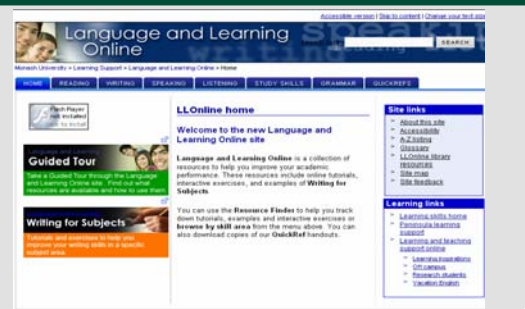 Accessible version | Skip to content | Change your text size
Language and Learning
Online
SEARCH
Monash University » Learning Support » Language and Learning Online » Home
HOME READING WRITING SPEAKING LISTENING STUDY SKILLS GRAMMAR QUICKREFS
Flash Player
not installed
LLOnline home
Welcome to the new Language and
Learning Online site
Language and Learning Online is a collection of
resources to help you improve your academic
performance. These resources include online tutorials,
interactive exercises, and examples of Writing for
Subjects.
You can use the Resource Finder to help you track
down tutorials, examples and interactive exercises or
browse by skill area from the menu above. You can
also download copies of our QuickRef handouts.
Language and Learning
Guided Tour
Take a Guided Tour through the Language
and Learning Online site. Find out what
resources are available and how to use them
Writing for Subjects
Tutorials and exercises to help you
improve your writing skills in a specific
subject area.
Site links
About this site
Accessibility
A-Z listing
Glossary
LLOnline library
resources
Site map
Site feedback
Learning links
Learning skills home
Peninsula learning
support
Learning and teaching
support online
Learning inspirations
Off campus
Research students
Vacation English